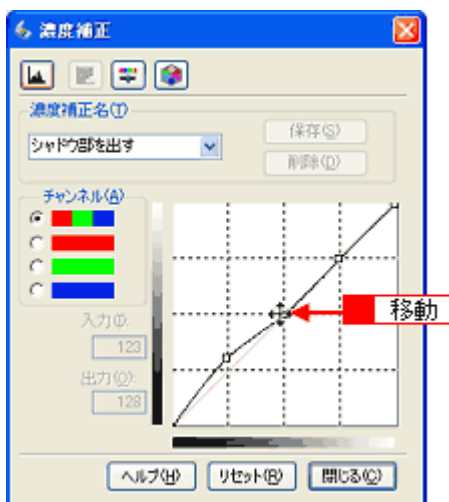 濃度補正
濃度補正名(T)
シャドウ部を出す
保存(S)
削除(D)
チャンネル(A)
入力(I):
123
出力(O):
128
移動
ヘルプ(H)
リセット(R)
閉じる(C)